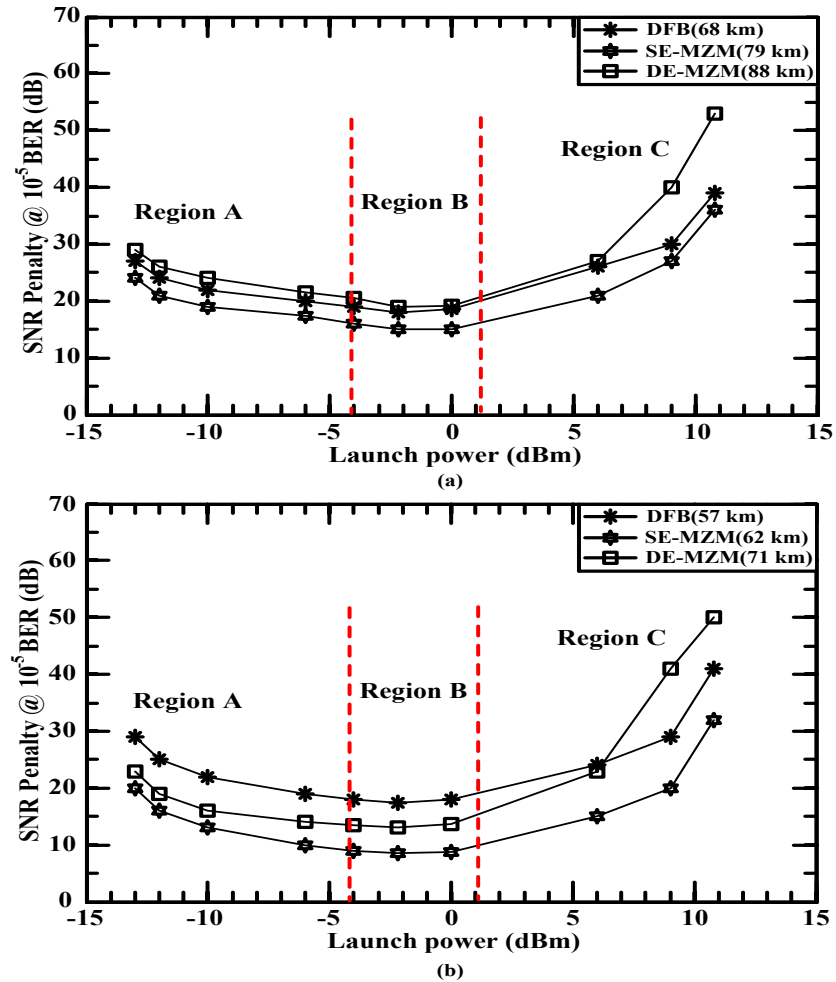 70
60
50
40
30
20
10
0
SNR Penalty @ 10⁻⁵ BER (dB)
DFB(68 km)
SE-MZM(79 km)
DE-MZM(88 km)
Region A
Region B
Region C
-15
-10
-5
0
5
10
15
Launch power (dBm)
(a)
70
60
50
40
30
20
10
0
SNR Penalty @ 10⁻⁵ BER (dB)
DFB(57 km)
SE-MZM(62 km)
DE-MZM(71 km)
Region A
Region B
Region C
-15
-10
-5
0
5
10
15
Launch power (dBm)
(b)